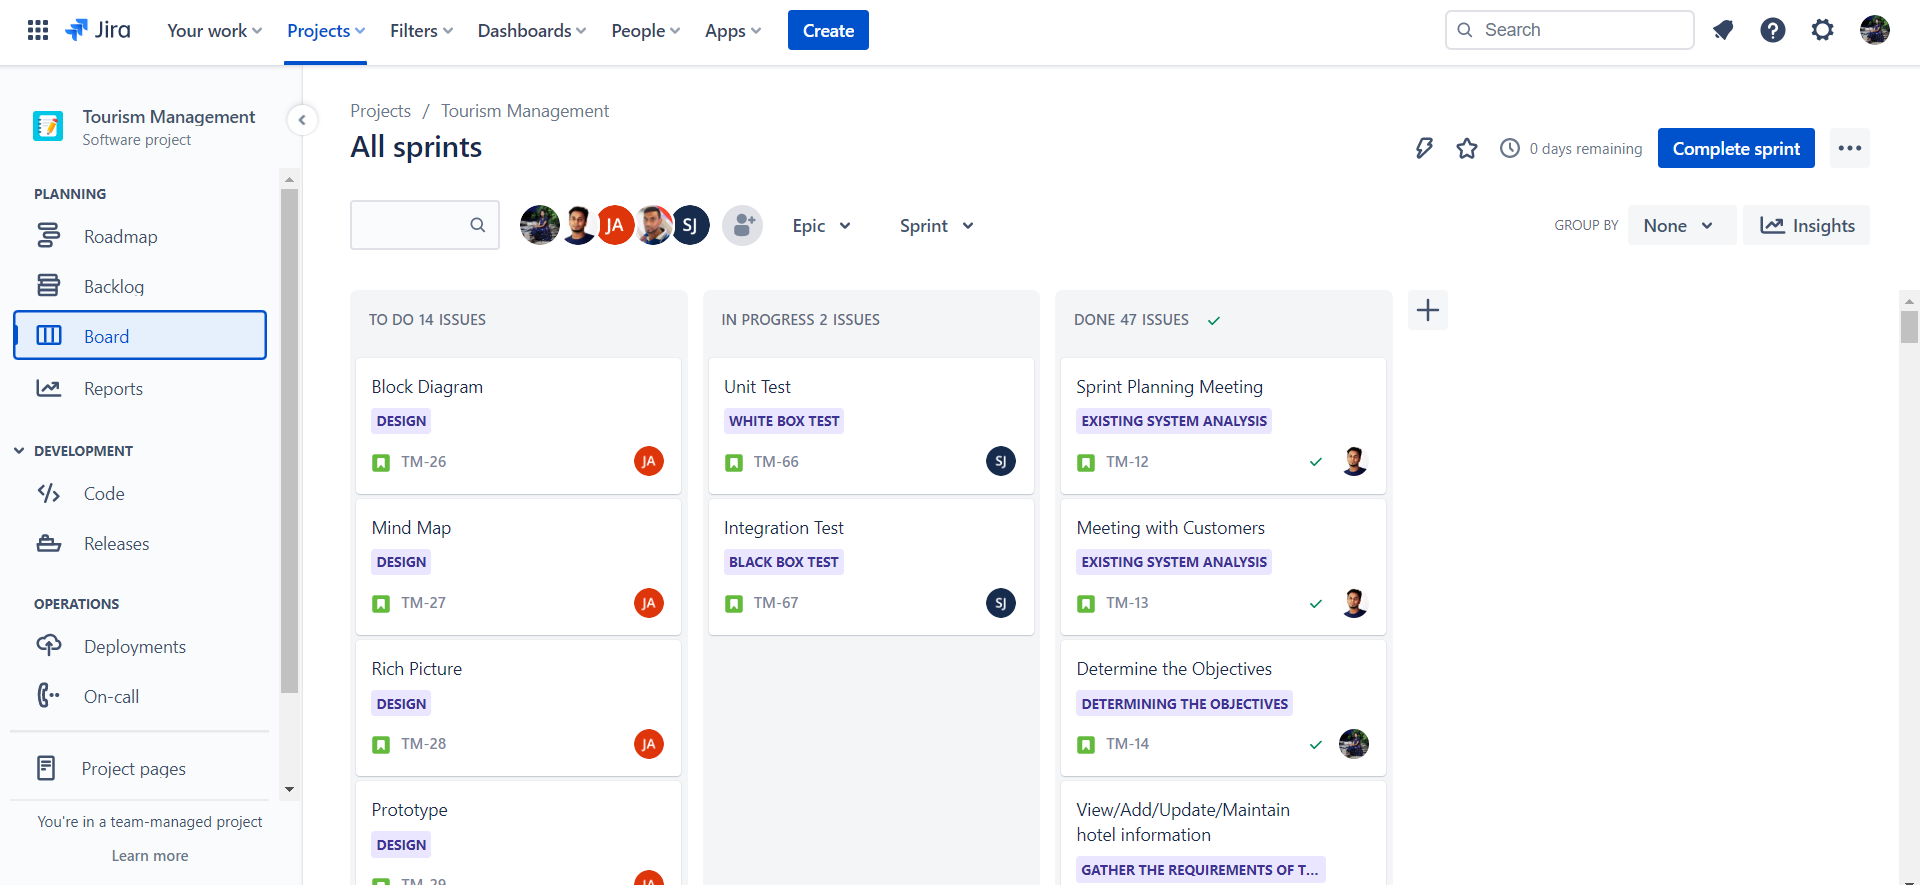 Jira
Your work
Projects
Filters
Dashboards
People
Apps
Create
Search
Tourism Management
Software project
PLANNING
Roadmap
Backlog
Board
Reports
DEVELOPMENT
Code
Releases
OPERATIONS
Deployments
On-call
Project pages
You're in a team-managed project
Learn more
Projects / Tourism Management
All sprints
0 days remaining
Complete sprint
JA
SJ
Epic
Sprint
GROUP BY
None
Insights
TO DO 14 ISSUES
Block Diagram
DESIGN
TM-26
JA
Mind Map
DESIGN
TM-27
JA
Rich Picture
DESIGN
TM-28
JA
Prototype
DESIGN
TM-29
JA
IN PROGRESS 2 ISSUES
Unit Test
WHITE BOX TEST
TM-66
SJ
Integration Test
BLACK BOX TEST
TM-67
SJ
DONE 47 ISSUES
Sprint Planning Meeting
EXISTING SYSTEM ANALYSIS
TM-12
Meeting with Customers
EXISTING SYSTEM ANALYSIS
TM-13
Determine the Objectives
DETERMINING THE OBJECTIVES
TM-14
View/Add/Update/Maintain
hotel information
GATHER THE REQUIREMENTS OF T...